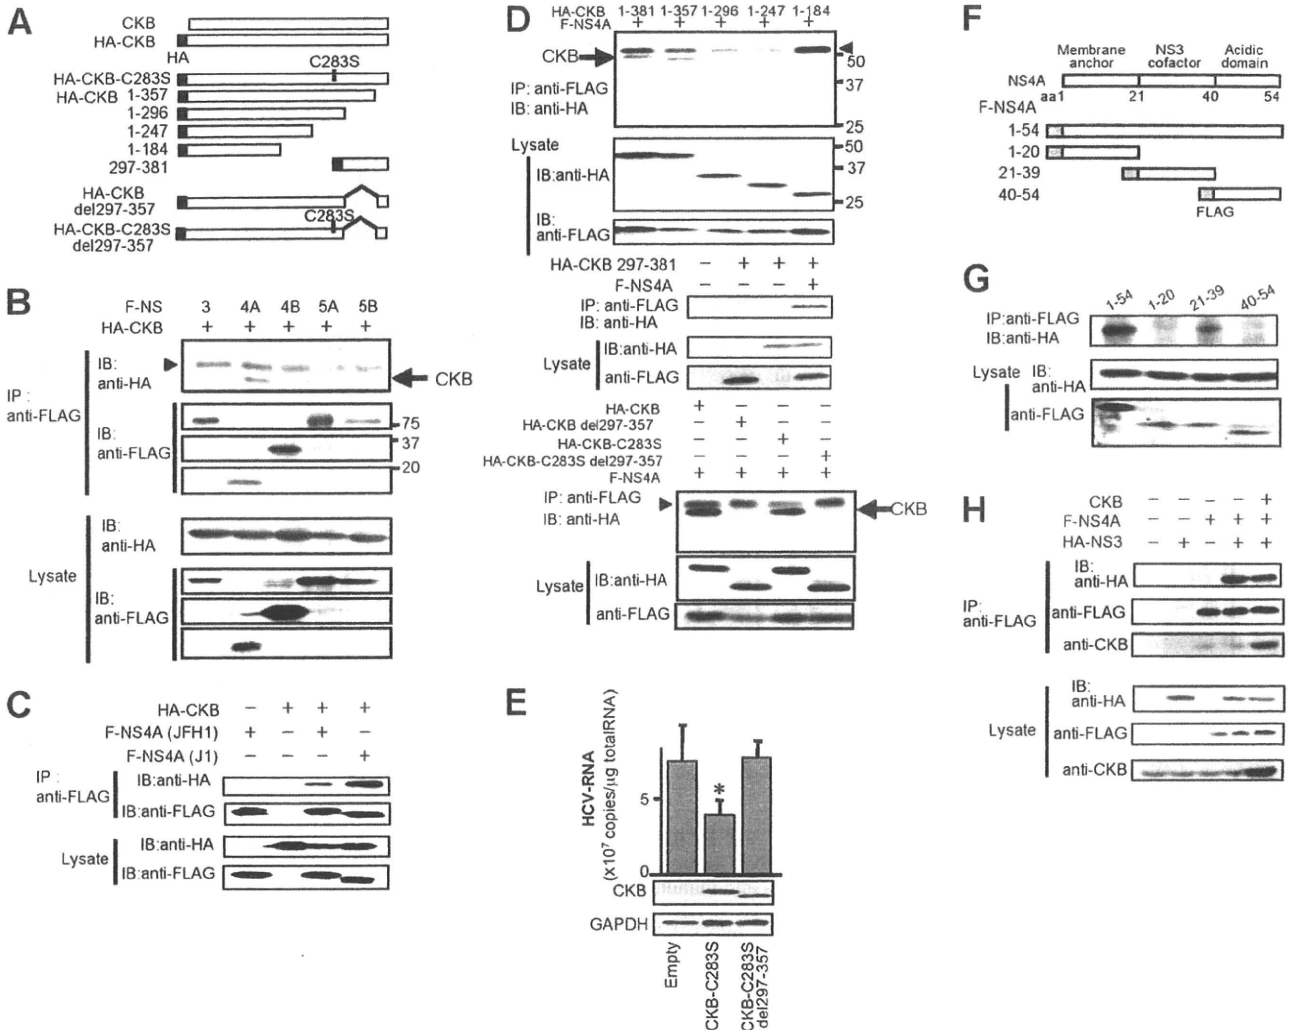 A
CKB
HA-CKB
HA
C283S
HA-CKB-C283S
HA-CKB 1-357
1-296
1-247
1-184
297-381
HA-CKB
del297-357
C283S
HA-CKB-C283S
del297-357
B
F-NS 3 4A 4B 5A 5B
HA-CKB + + + + +
IP :
anti-FLAG
IB:
anti-HA
CKB
IB:
anti-FLAG
75
37
20
Lysate
IB:
anti-HA
IB:
anti-FLAG
C
HA-CKB − + + +
F-NS4A (JFH1) + − + −
F-NS4A (J1) − − − +
IP :
anti-FLAG
IB:anti-HA
IB:anti-FLAG
Lysate
IB:anti-HA
IB:anti-FLAG
D
HA-CKB 1-381 1-357 1-296 1-247 1-184
F-NS4A + + + + +
CKB
50
37
25
IP: anti-FLAG
IB: anti-HA
Lysate
IB:anti-HA
50
37
25
IB:
anti-FLAG
HA-CKB 297-381 − + + +
F-NS4A − − − +
IP: anti-FLAG
IB: anti-HA
Lysate
IB:anti-HA
anti-FLAG
HA-CKB + − − −
HA-CKB del297-357 − + − −
HA-CKB-C283S − − + −
HA-CKB-C283S del297-357 − − − +
F-NS4A + + + +
IP: anti-FLAG
IB: anti-HA
CKB
Lysate
IB:anti-HA
anti-FLAG
E
HCV-RNA
(x10⁷ copies/µg totalRNA)
5
0
*
CKB
GAPDH
Empty
CKB-C283S
CKB-C283S
del297-357
F
Membrane
anchor
NS3
cofactor
Acidic
domain
NS4A
aa1 21 40 54
F-NS4A
1-54
1-20
21-39
40-54
FLAG
G
1-54 1-20 21-39 40-54
IP:anti-FLAG
IB:anti-HA
Lysate IB:
anti-HA
anti-FLAG
H
CKB − − − − +
F-NS4A − − + + +
HA-NS3 − + − + +
IP:
anti-FLAG
IB:
anti-HA
anti-FLAG
anti-CKB
Lysate
IB:
anti-HA
anti-FLAG
anti-CKB